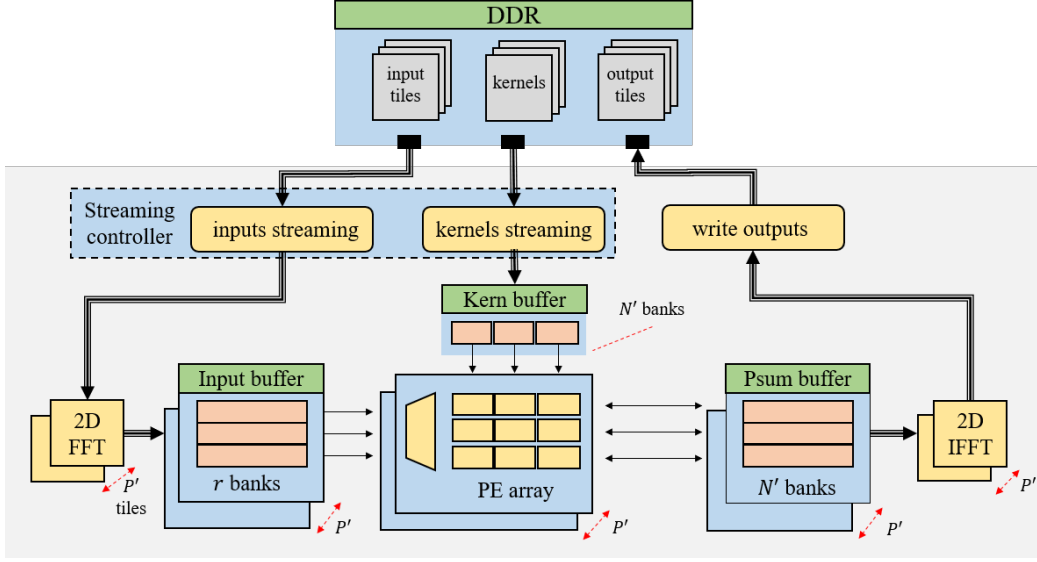 DDR
input
tiles
kernels
output
tiles
Streaming
controller
inputs streaming
kernels streaming
write outputs
Kern buffer
N′ banks
Input buffer
Psum buffer
2D
FFT
2D
IFFT
r banks
PE array
N′ banks
P′
tiles
P′
P′
P′
P′